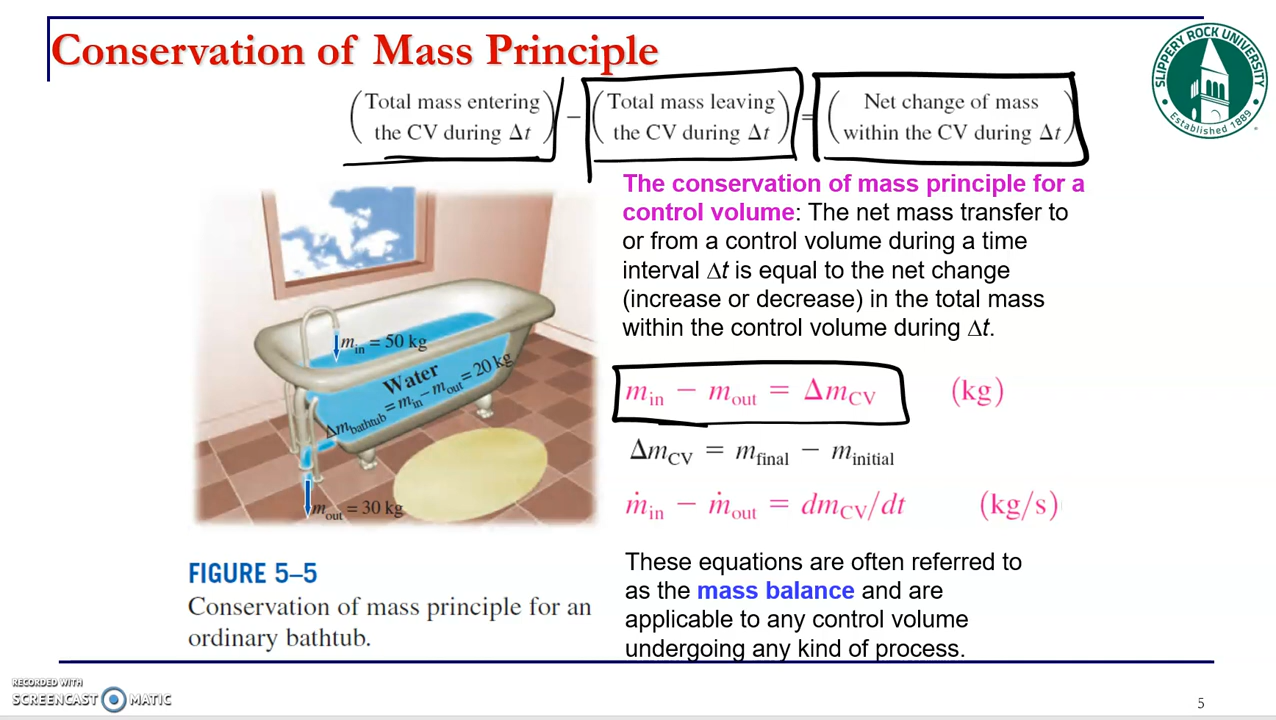 Conservation of Mass Principle
SLIPPERY ROCK UNIVERSITY
Established 1889
(Total mass entering the CV during Δt) − (Total mass leaving the CV during Δt) = (Net change of mass within the CV during Δt)
The conservation of mass principle for a
control volume: The net mass transfer to
or from a control volume during a time
interval Δt is equal to the net change
(increase or decrease) in the total mass
within the control volume during Δt.
m_in = 50 kg
Water
Δm_bathtub = m_in − m_out = 20 kg
m_out = 30 kg
m_in − m_out = Δm_CV (kg)
Δm_CV = m_final − m_initial
ṁ_in − ṁ_out = dm_CV/dt (kg/s)
FIGURE 5–5
Conservation of mass principle for an
ordinary bathtub.
These equations are often referred to
as the mass balance and are
applicable to any control volume
undergoing any kind of process.
RECORDED WITH
SCREENCAST MATIC
5